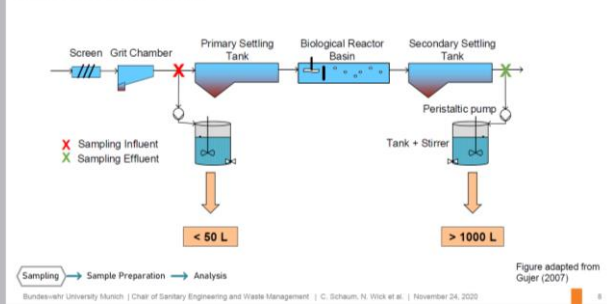 Screen Grit Chamber
Primary Settling Tank
Biological Reactor Basin
Secondary Settling Tank
Peristaltic pump
X Sampling Influent
X Sampling Effluent
Tank + Stirrer
< 50 L
> 1000 L
Sampling Sample Preparation Analysis
Figure adapted from
Gujer (2007)
Bundeswehr University Munich | Chair of Sanitary Engineering and Waste Management | C. Schaum, N. Wick et al. | November 24, 2020